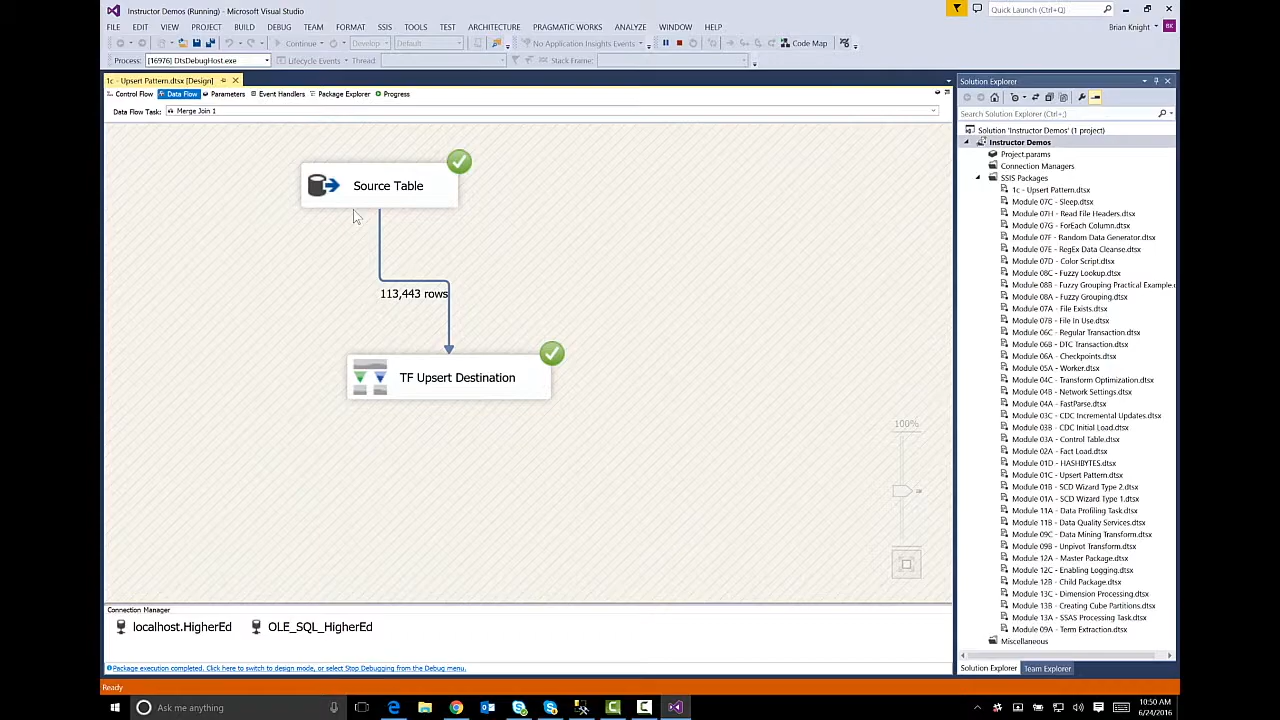 Instructor Demos (Running) - Microsoft Visual Studio
Quick Launch (Ctrl+Q)
FILE EDIT VIEW PROJECT BUILD DEBUG TEAM FORMAT SSIS TOOLS TEST ARCHITECTURE PRAGMATIC WORKS ANALYZE WINDOW HELP
Brian Knight BK
Continue Develop Default No Application Insights Events Code Map
Process: [16976] DtsDebugHost.exe Lifecycle Events Thread: Stack Frame:
1c - Upsert Pattern.dtsx [Design]
Control Flow Data Flow Parameters Event Handlers Package Explorer Progress
Data Flow Task: Merge Join 1
Source Table
113,443 rows
TF Upsert Destination
100%
Connection Manager
localhost.HigherEd OLE_SQL_HigherEd
Package execution completed. Click here to switch to design mode, or select Stop Debugging from the Debug menu.
Solution Explorer
Search Solution Explorer (Ctrl+;)
Solution 'Instructor Demos' (1 project)
Instructor Demos
Project.params
Connection Managers
SSIS Packages
1c - Upsert Pattern.dtsx
Module 07C - Sleep.dtsx
Module 07H - Read File Headers.dtsx
Module 07G - ForEach Column.dtsx
Module 07F - Random Data Generator.dtsx
Module 07E - RegEx Data Cleanse.dtsx
Module 07D - Color Script.dtsx
Module 08C - Fuzzy Lookup.dtsx
Module 08B - Fuzzy Grouping Practical Example.d
Module 08A - Fuzzy Grouping.dtsx
Module 07A - File Exists.dtsx
Module 07B - File In Use.dtsx
Module 06C - Regular Transaction.dtsx
Module 06B - DTC Transaction.dtsx
Module 06A - Checkpoints.dtsx
Module 05A - Worker.dtsx
Module 04C - Transform Optimization.dtsx
Module 04B - Network Settings.dtsx
Module 04A - FastParse.dtsx
Module 03C - CDC Incremental Updates.dtsx
Module 03B - CDC Initial Load.dtsx
Module 03A - Control Table.dtsx
Module 02A - Fact Load.dtsx
Module 01D - HASHBYTES.dtsx
Module 01C - Upsert Pattern.dtsx
Module 01B - SCD Wizard Type 2.dtsx
Module 01A - SCD Wizard Type 1.dtsx
Module 11A - Data Profiling Task.dtsx
Module 11B - Data Quality Services.dtsx
Module 09C - Data Mining Transform.dtsx
Module 09B - Unpivot Transform.dtsx
Module 12A - Master Package.dtsx
Module 12C - Enabling Logging.dtsx
Module 12B - Child Package.dtsx
Module 13C - Dimension Processing.dtsx
Module 13B - Creating Cube Partitions.dtsx
Module 13A - SSAS Processing Task.dtsx
Module 09A - Term Extraction.dtsx
Miscellaneous
Solution Explorer Team Explorer
Ready
Ask me anything
10:50 AM
6/24/2016